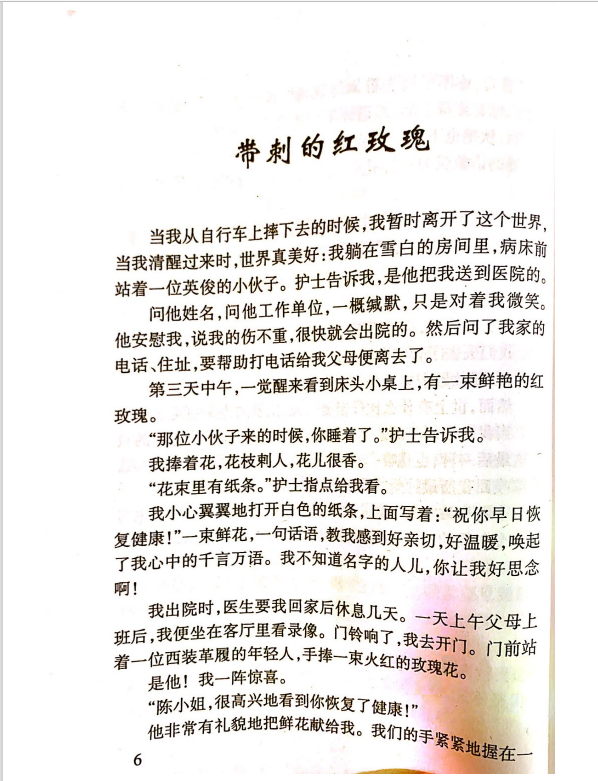 带刺的红玫瑰
当我从自行车上摔下去的时候，我暂时离开了这个世界，
当我清醒过来时，世界真美好：我躺在雪白的房间里，病床前
站着一位英俊的小伙子。护士告诉我，是他把我送到医院的。
问他姓名，问他工作单位，一概缄默，只是对着我微笑。
他安慰我，说我的伤不重，很快就会出院的。然后问了我家的
电话、住址，要帮助打电话给我父母便离去了。
第三天中午，一觉醒来看到床头小桌上，有一束鲜艳的红
玫瑰。
“那位小伙子来的时候，你睡着了。”护士告诉我。
我捧着花，花枝刺人，花儿很香。
“花束里有纸条。”护士指点给我看。
我小心翼翼地打开白色的纸条，上面写着：“祝你早日恢
复健康！”一束鲜花，一句话语，教我感到好亲切，好温暖，唤起
了我心中的千言万语。我不知道名字的人儿，你让我好思念
啊！
我出院时，医生要我回家后休息几天。一天上午父母上
班后，我便坐在客厅里看录像。门铃响了，我去开门。门前站
着一位西装革履的年轻人，手捧一束火红的玫瑰花。
是他！我一阵惊喜。
“陈小姐，很高兴地看到你恢复了健康！”
他非常有礼貌地把鲜花献给我。我们的手紧紧地握在一
6